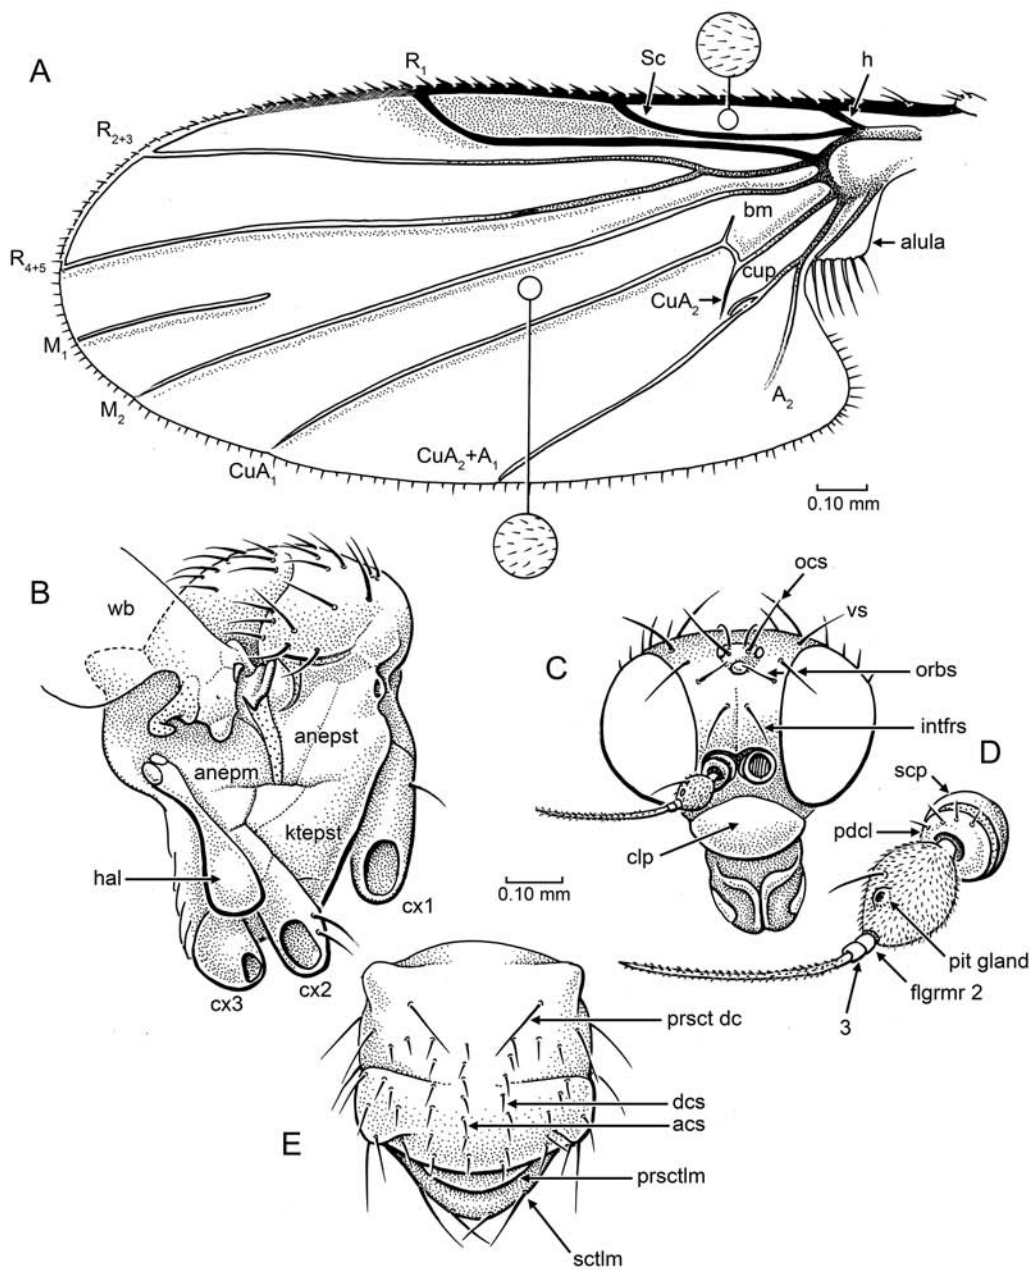 A
R1
Sc
h
R2+3
bm
alula
R4+5
cup
CuA2
M1
A2
M2
CuA1
CuA2+A1
0.10 mm
B
wb
ocs
vs
C
orbs
intfrs
D
anepst
anepm
scp
pdcl
ktepst
clp
hal
0.10 mm
cx1
pit gland
flgrmr 2
cx2
cx3
3
prsct dc
dcs
acs
E
prsctlm
sctlm